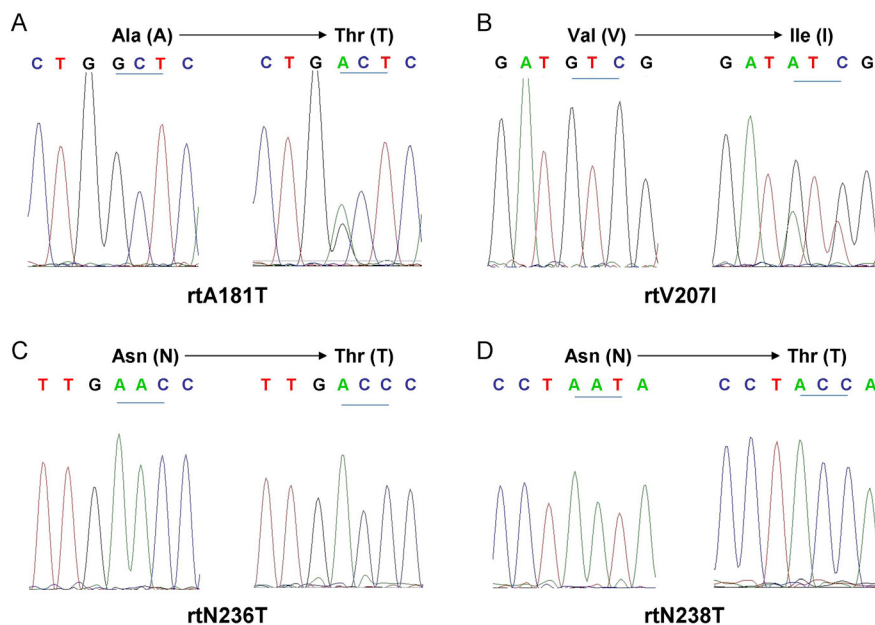 A
Ala (A) Thr (T)
C T G G C T C
C T G A C T C
rtA181T
B
Val (V) Ile (I)
G A T G T C G
G A T A T C G
rtV207I
C
Asn (N) Thr (T)
T T G A A C C
T T G A C C C
rtN236T
D
Asn (N) Thr (T)
C C T A A T A
C C T A C C A
rtN238T